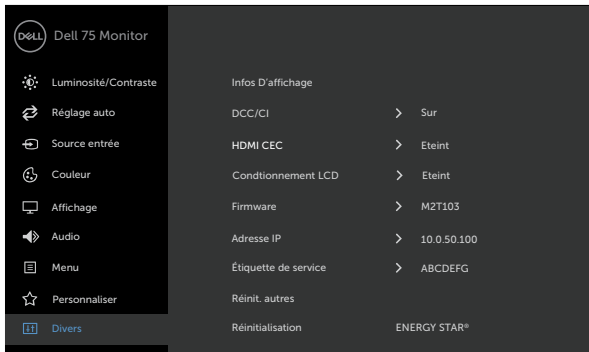 DELL Dell 75 Monitor
Luminosité/Contraste
Réglage auto
Source entrée
Couleur
Affichage
Audio
Menu
Personnaliser
Divers
Infos D'affichage
DCC/CI > Sur
HDMI CEC > Eteint
Condtionnement LCD > Eteint
Firmware > M2T103
Adresse IP > 10.0.50.100
Étiquette de service > ABCDEFG
Réinit. autres
Réinitialisation ENERGY STAR®